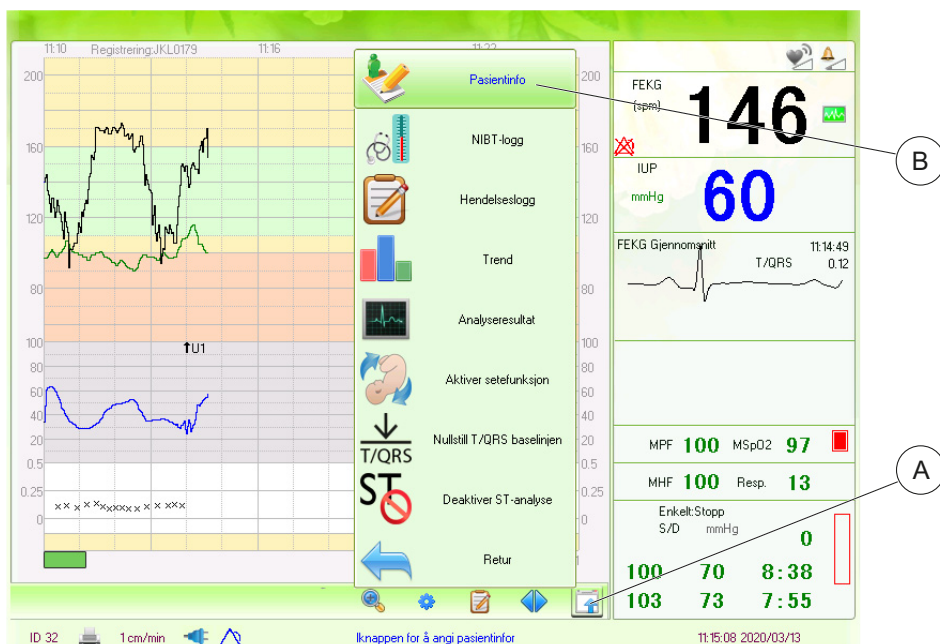 11:10 Registrering:JKL0179 11:16 11:22
200
160
120
80
100
80
60
40
20
0.5
0.25
0
U1
200
160
120
80
100
80
60
40
20
0.5
0.25
0
1
Pasientinfo
NIBT-logg
Hendelseslogg
Trend
Analyseresultat
Aktiver setefunksjon
T/QRS Nullstill T/QRS baselinjen
ST Deaktiver ST-analyse
Retur
FEKG
(spm)
146
IUP
mmHg
60
FEKG Gjennomsnitt 11:14:49
T/QRS 0.12
MPF 100 MSpO2 97
MHF 100 Resp. 13
Enkelt:Stopp
S/D mmHg
0
100 70 8:38
103 73 7:55
B
A
ID 32 1 cm/min Iknappen for å angi pasientinfor 11:15:08 2020/03/13